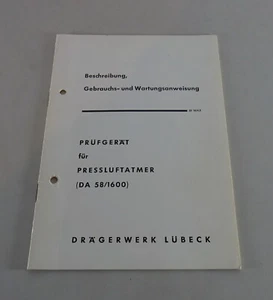 Beschreibung,
Gebrauchs- und Wartungsanweisung
PRÜFGERÄT
für
PRESSLUFTATMER
(DA 58/1600)
DRÄGERWERK LÜBECK